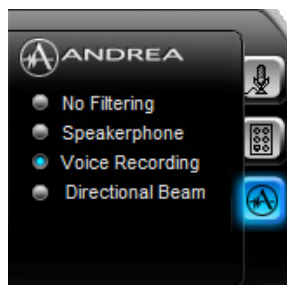 ANDREA
No Filtering
Speakerphone
Voice Recording
Directional Beam